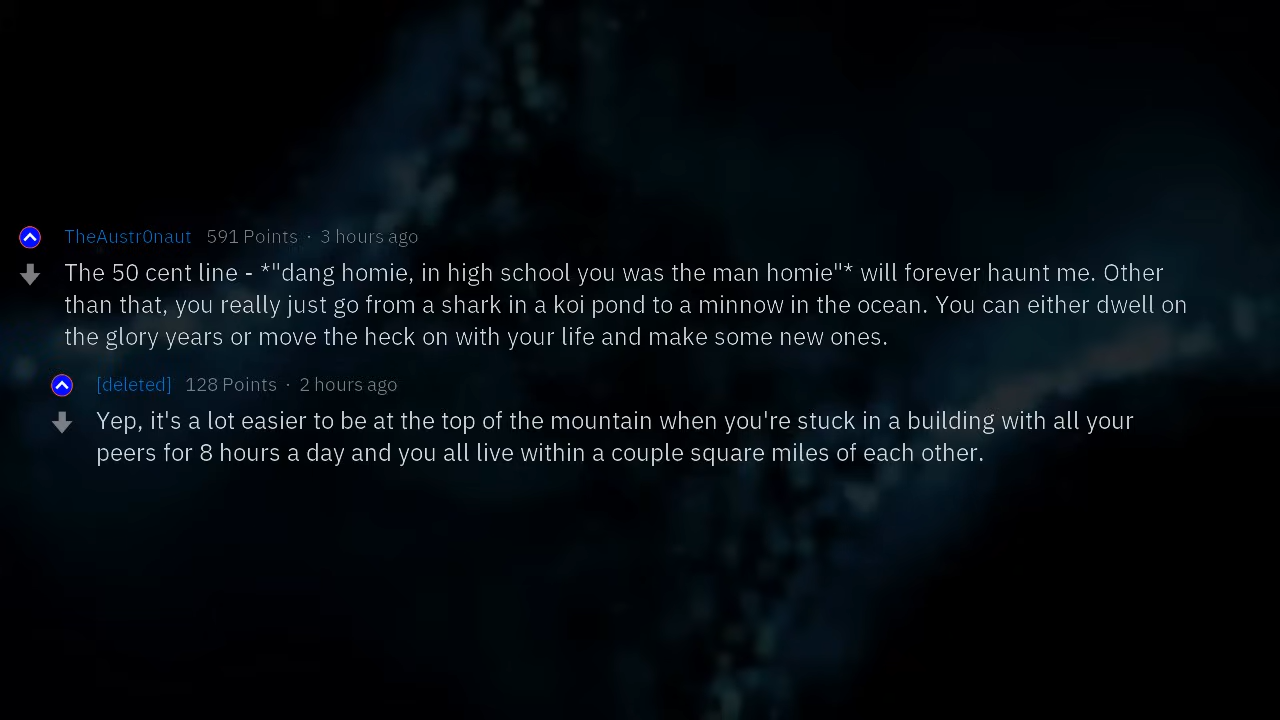 TheAustr0naut 591 Points · 3 hours ago
The 50 cent line - *"dang homie, in high school you was the man homie"* will forever haunt me. Other
than that, you really just go from a shark in a koi pond to a minnow in the ocean. You can either dwell on
the glory years or move the heck on with your life and make some new ones.
[deleted] 128 Points · 2 hours ago
Yep, it's a lot easier to be at the top of the mountain when you're stuck in a building with all your
peers for 8 hours a day and you all live within a couple square miles of each other.